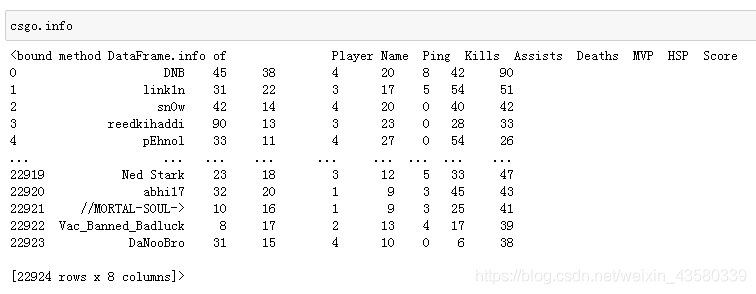 csgo.info
<bound method DataFrame.info of Player Name Ping Kills Assists Deaths MVP HSP Score
0 DNB 45 38 4 20 8 42 90
1 link1n 31 22 3 17 5 54 51
2 sn0w 42 14 4 20 0 40 42
3 reedkihaddi 90 13 3 23 0 28 33
4 pEhnol 33 11 4 27 0 54 26
... ... ... ... ... ... ... ... ...
22919 Ned Stark 23 18 3 12 5 33 47
22920 abhi17 32 20 1 9 3 45 43
22921 //MORTAL-SOUL-> 10 16 1 9 3 25 41
22922 Vac_Banned_Badluck 8 17 2 13 4 17 39
22923 DaNooBro 31 15 4 10 0 6 38
[22924 rows x 8 columns]>
https://blog.csdn.net/weixin_43580339